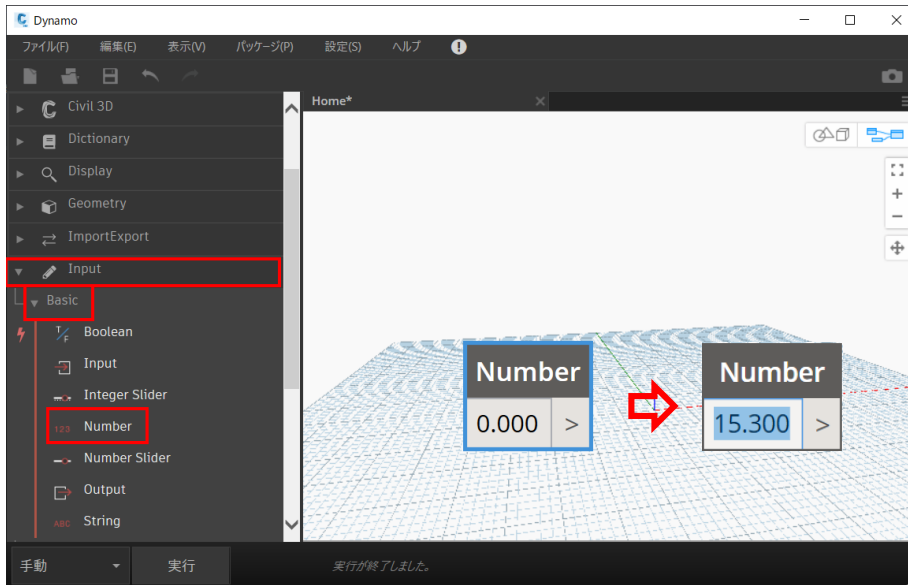 Dynamo
ファイル(F) 編集(E) 表示(V) パッケージ(P) 設定(S) ヘルプ !
Home*
Civil 3D
Dictionary
Display
Geometry
ImportExport
Input
Basic
T/F Boolean
Input
Integer Slider
123 Number
Number Slider
Output
ABC String
Number
0.000 >
Number
15.300 >
手動 実行 実行が終了しました。